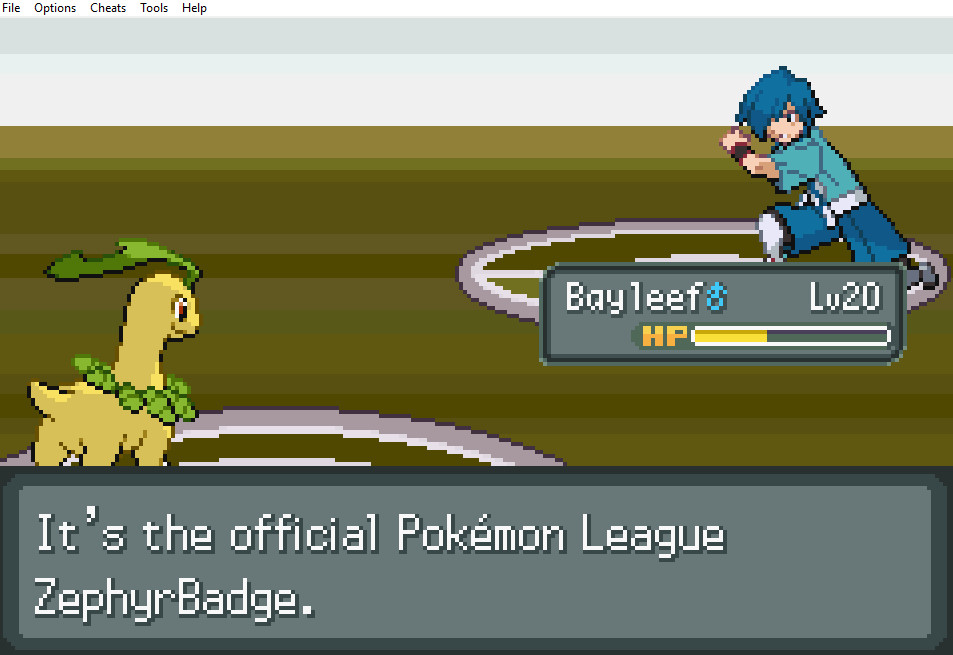 File Options Cheats Tools Help
Bayleef♂ Lv20
HP
It's the official Pokémon League
ZephyrBadge.